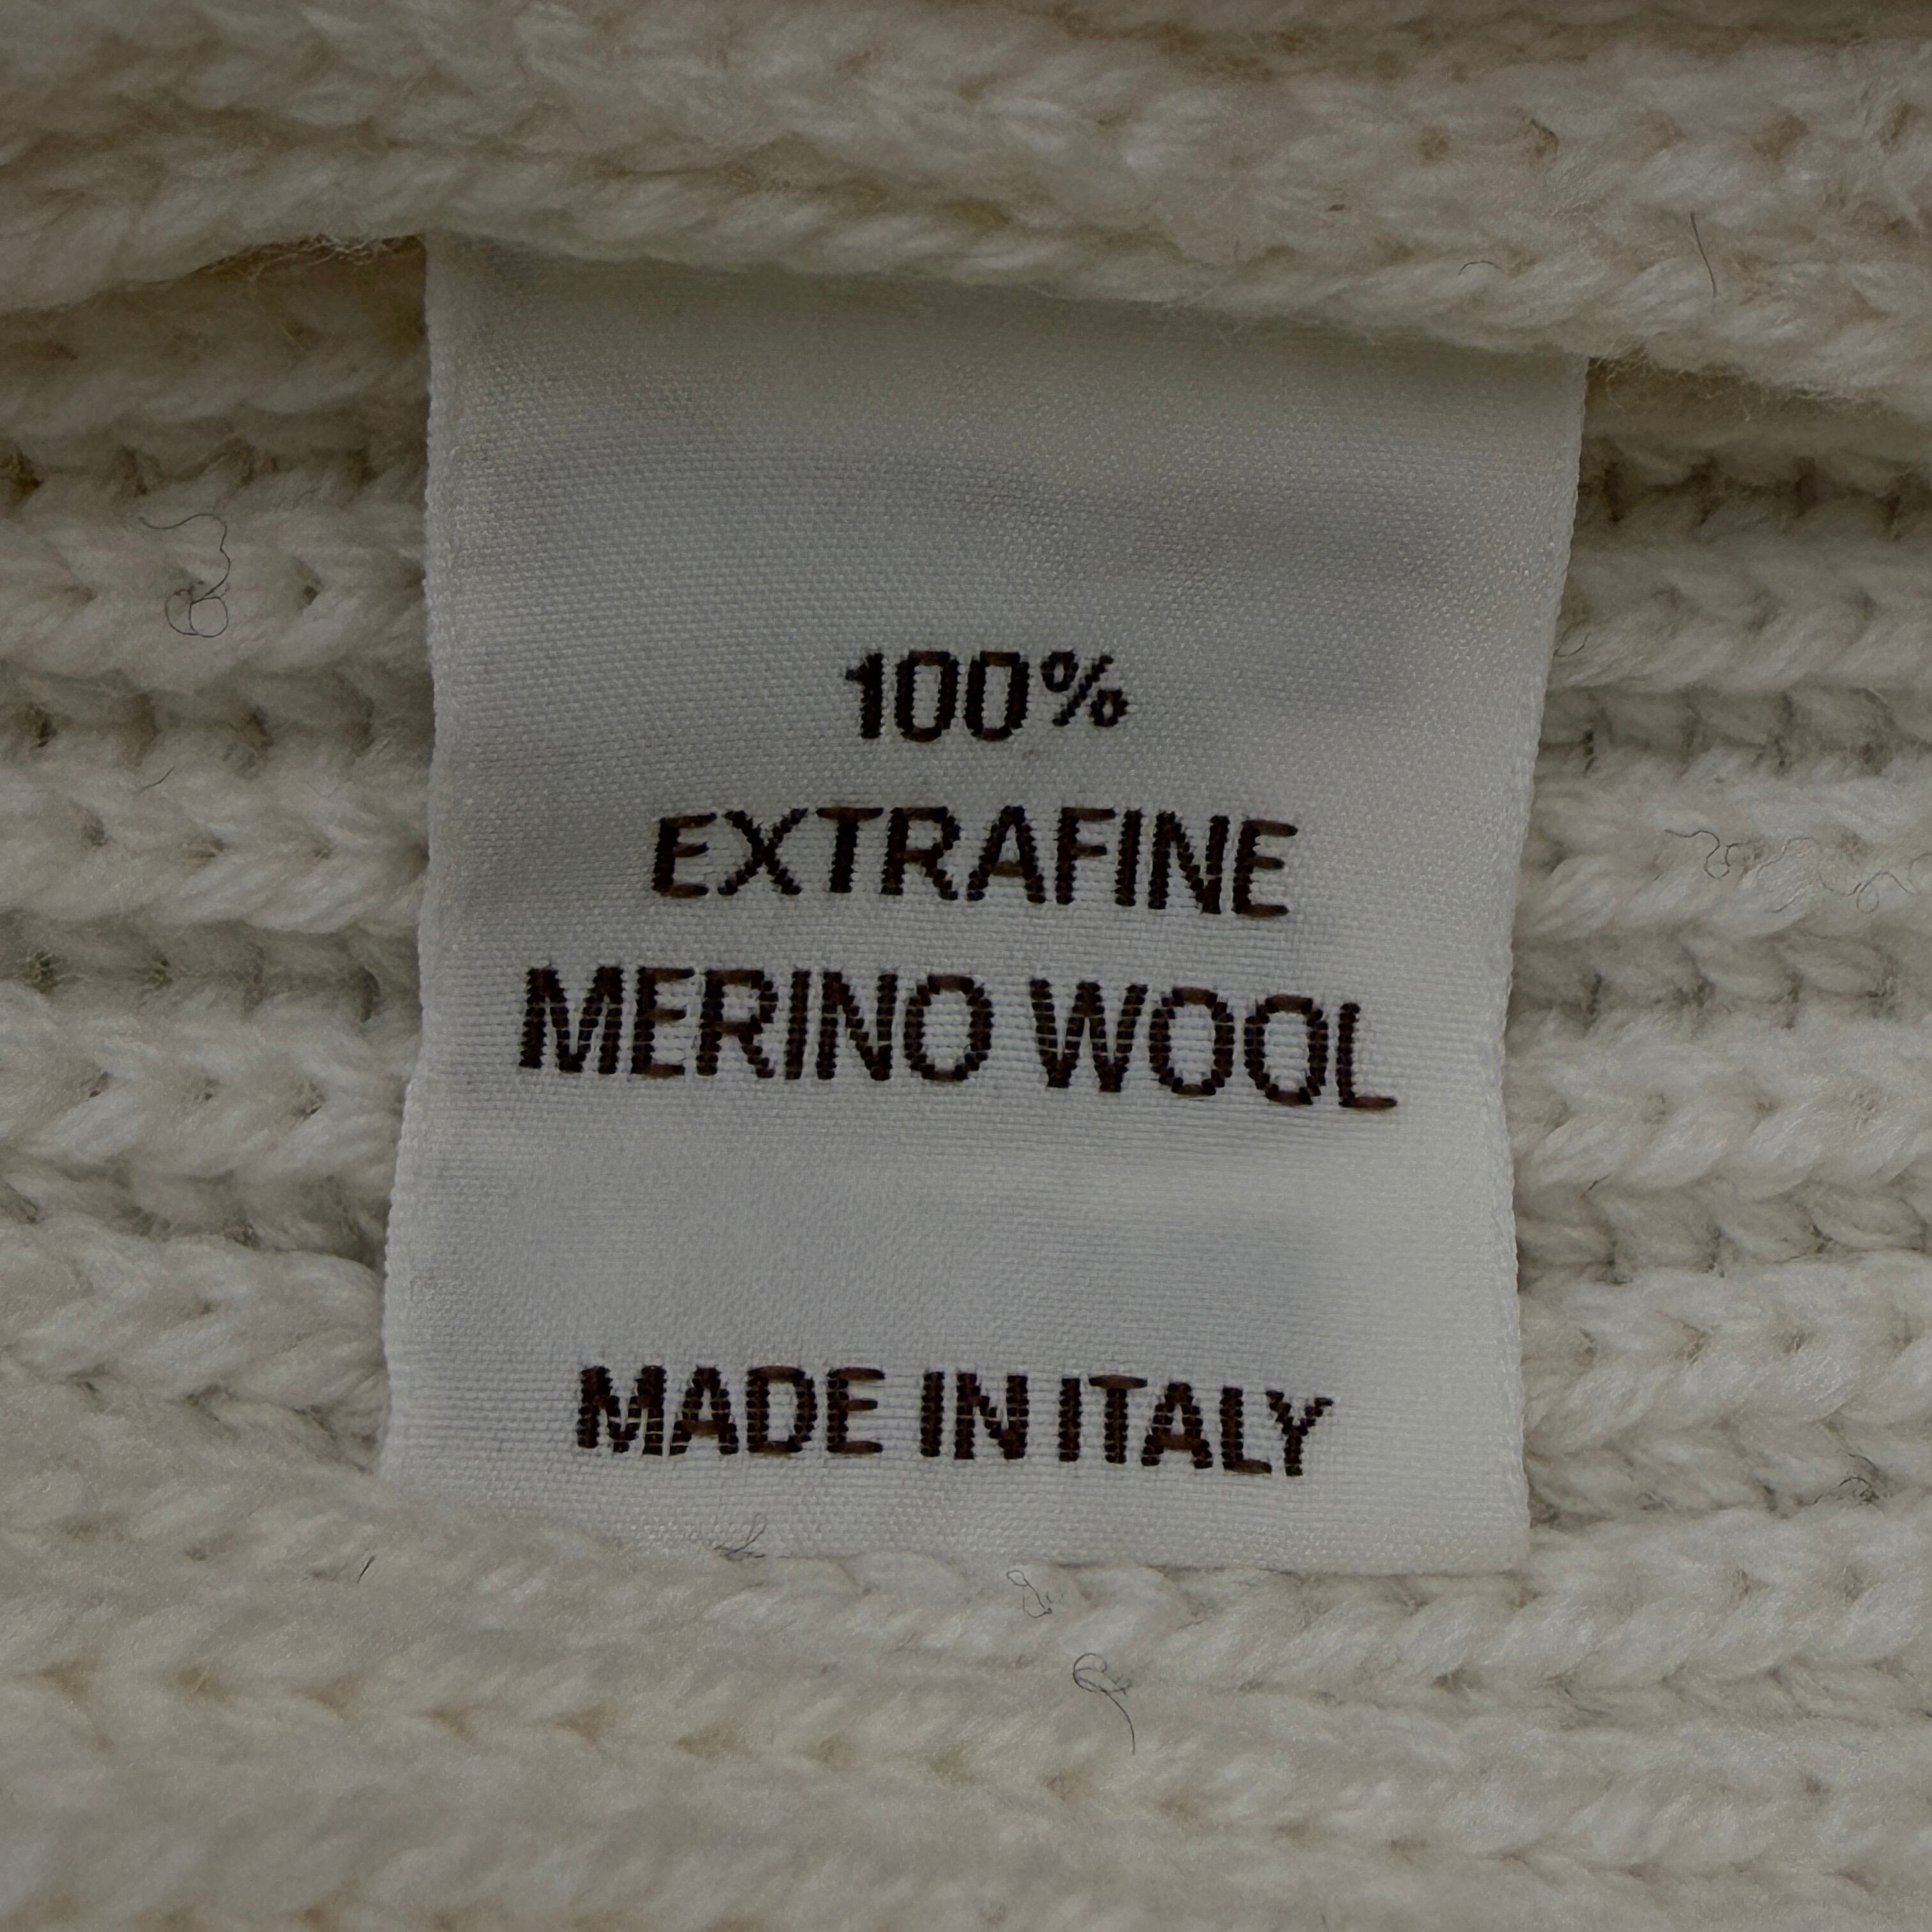 100%
EXTRAFINE
MERINO WOOL
MADE IN ITALY